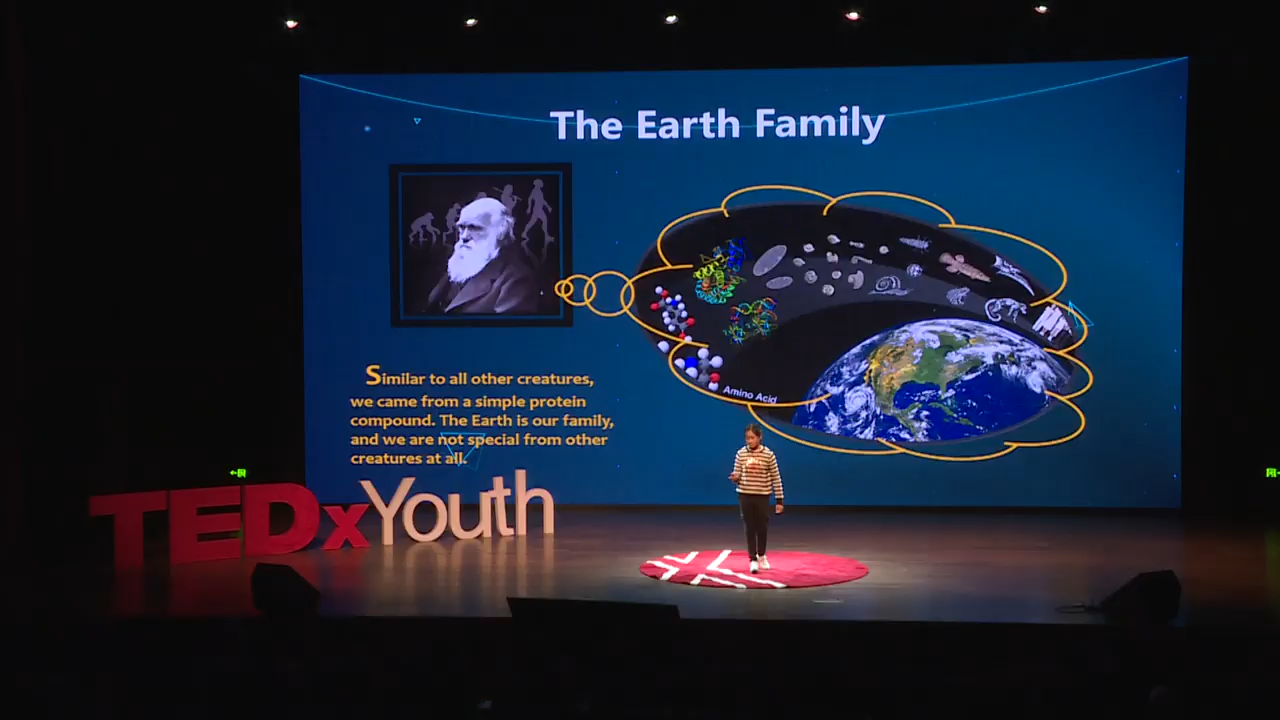 The Earth Family
Amino Acid
Similar to all other creatures,
we came from a simple protein
compound. The Earth is our family,
and we are not special from other
creatures at all.
TEDxYouth